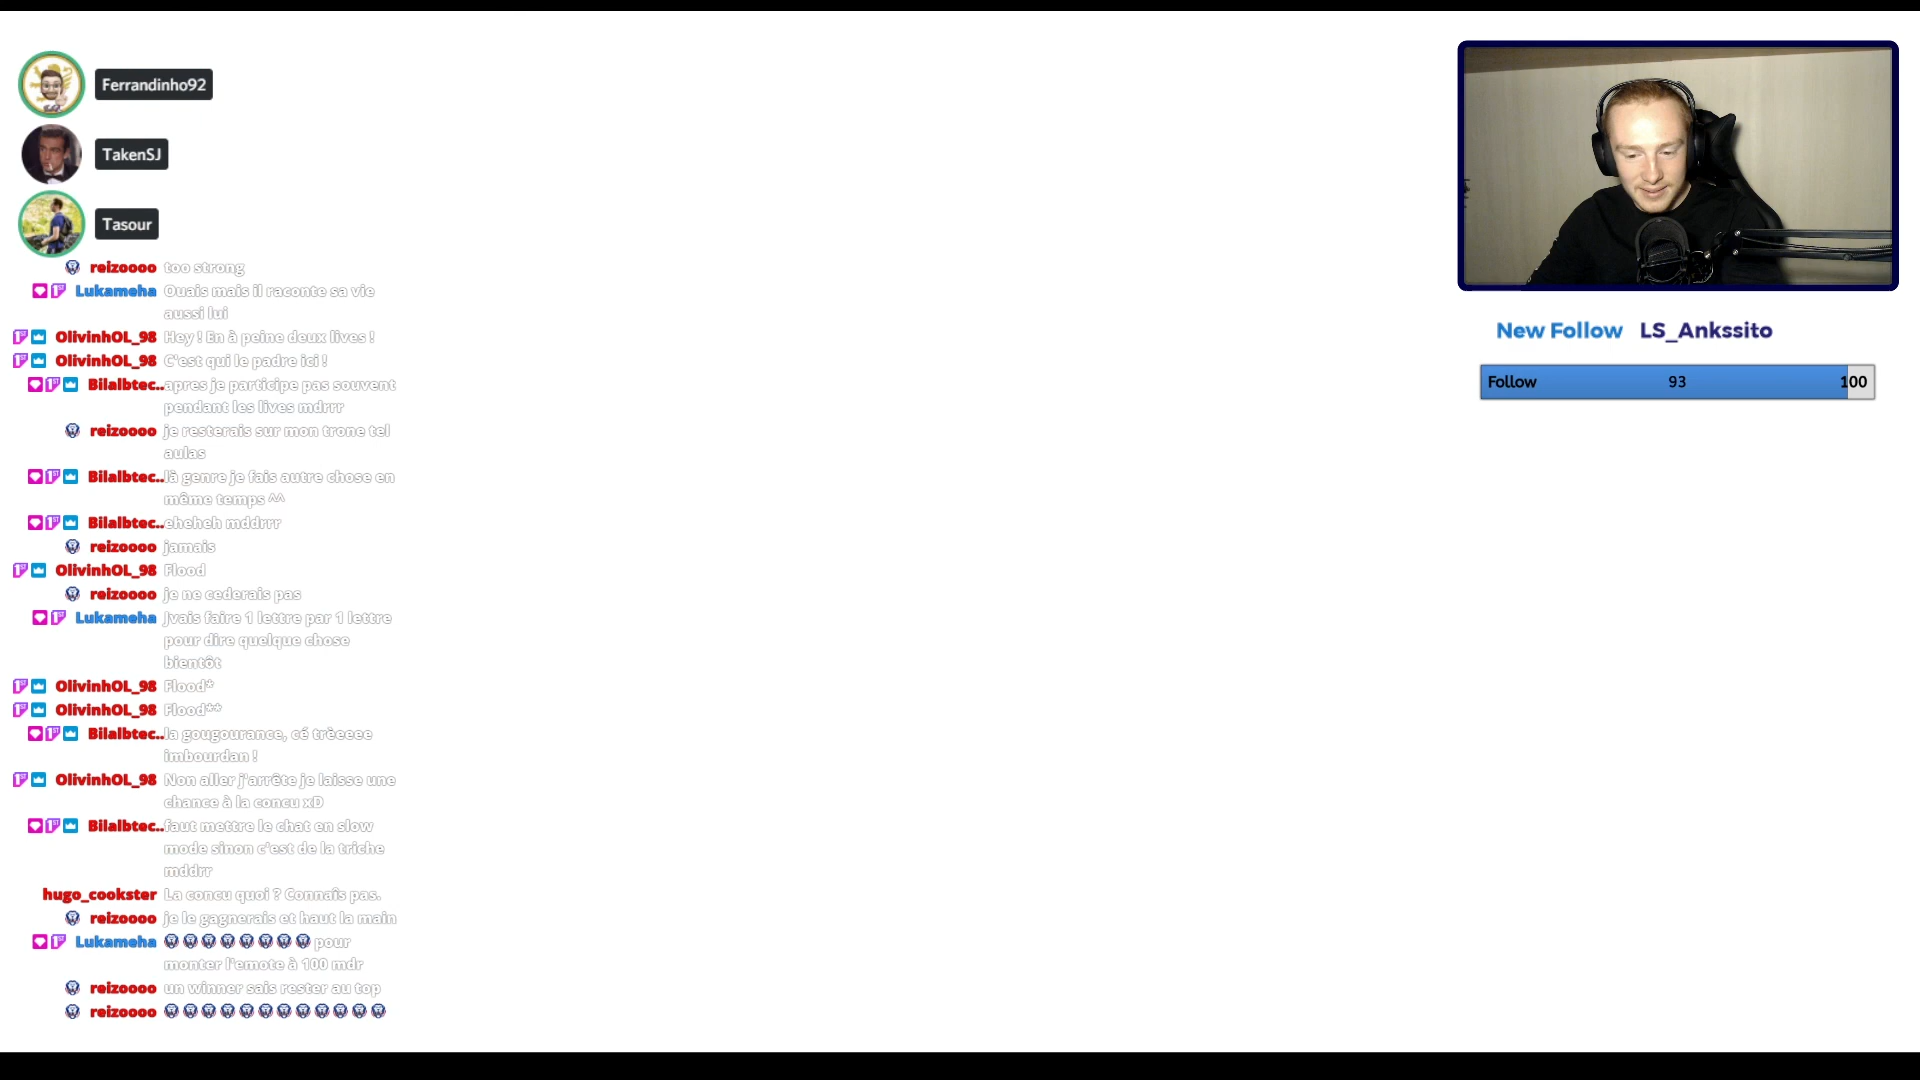 Ferrandinho92
TakenSJ
Tasour
reizoooo too strong
Lukameha Ouais mais il raconte sa vie
aussi lui
OlivinhOL_98 Hey ! En à peine deux lives !
OlivinhOL_98 C'est qui le padre ici !
Bilalbtec.. apres je participe pas souvent
pendant les lives mdrrr
reizoooo je resterais sur mon trone tel
aulas
Bilalbtec.. là genre je fais autre chose en
même temps ^^
Bilalbtec.. eheheh mddrrr
reizoooo jamais
OlivinhOL_98 Flood
reizoooo je ne cederais pas
Lukameha Jvais faire 1 lettre par 1 lettre
pour dire quelque chose
bientôt
OlivinhOL_98 Flood*
OlivinhOL_98 Flood**
Bilalbtec.. la gougourance, cé trèeeee
imbourdan !
OlivinhOL_98 Non aller j'arrête je laisse une
chance à la concu xD
Bilalbtec.. faut mettre le chat en slow
mode sinon c'est de la triche
mddrr
hugo_cookster La concu quoi ? Connaîs pas.
reizoooo je le gagnerais et haut la main
Lukameha pour
monter l'emote à 100 mdr
reizoooo un winner sais rester au top
reizoooo
New Follow LS_Ankssito
Follow 93 100